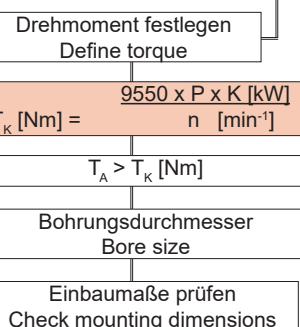 Drehmoment festlegen
Define torque
9550 x P x K [kW]
K [Nm] =
n [min⁻¹]
T_A > T_K [Nm]
Bohrungsdurchmesser
Bore size
Einbaumaße prüfen
Check mounting dimensions